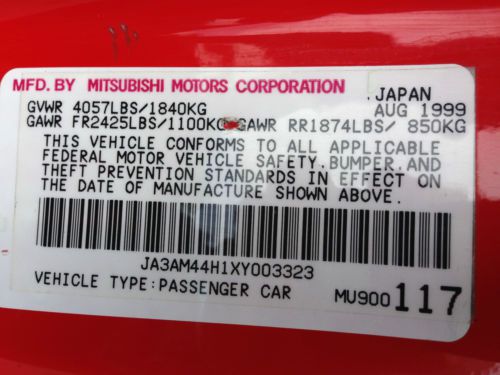 MFD. BY MITSUBISHI MOTORS CORPORATION JAPAN
GVWR 4057LBS/1840KG AUG 1999
GAWR FR2425LBS/1100KG GAWR RR1874LBS/ 850KG
THIS VEHICLE CONFORMS TO ALL APPLICABLE
FEDERAL MOTOR VEHICLE SAFETY.BUMPER.AND
THEFT PREVENTION STANDARDS IN EFFECT ON
THE DATE OF MANUFACTURE SHOWN ABOVE.
JA3AM44H1XY003323
VEHICLE TYPE:PASSENGER CAR MU900 117